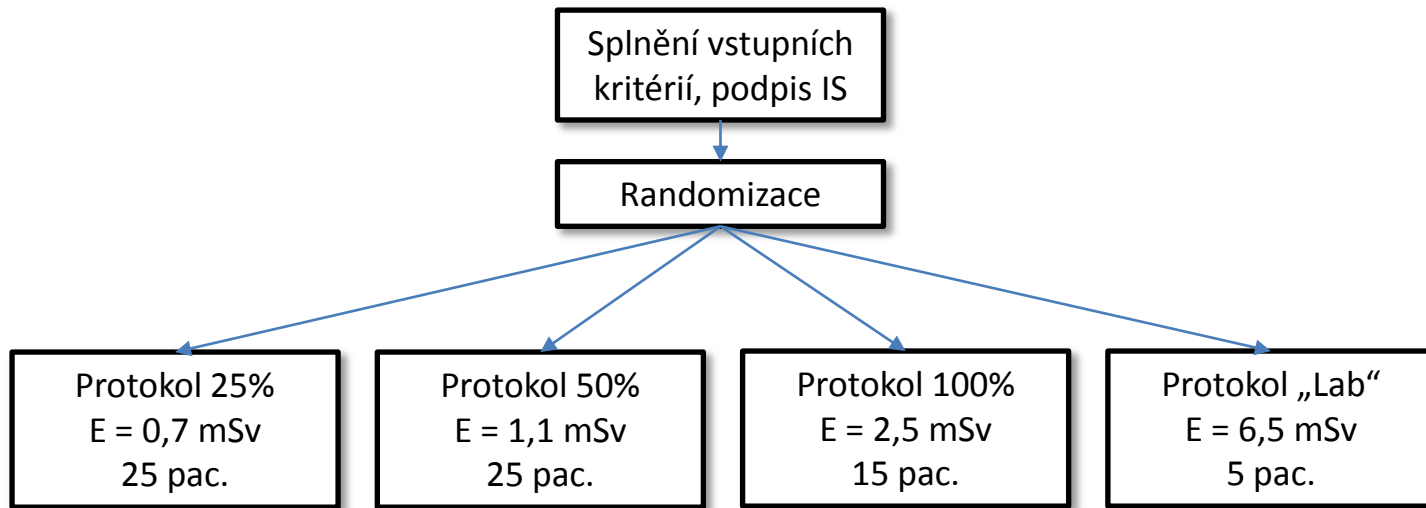 Splnění vstupních
kritérií, podpis IS
Randomizace
Protokol 25%
E = 0,7 mSv
25 pac.
Protokol 50%
E = 1,1 mSv
25 pac.
Protokol 100%
E = 2,5 mSv
15 pac.
Protokol „Lab“
E = 6,5 mSv
5 pac.